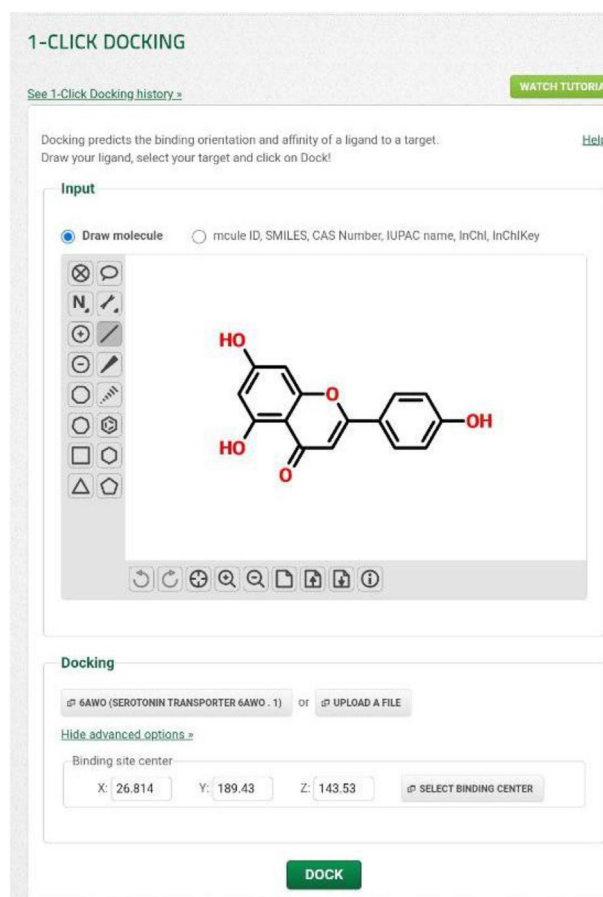 1-CLICK DOCKING
See 1-Click Docking history »
WATCH TUTORIA
Docking predicts the binding orientation and affinity of a ligand to a target.
Help
Draw your ligand, select your target and click on Dock!
Input
Draw molecule
mcule ID, SMILES, CAS Number, IUPAC name, InChI, InChIKey
N
HO
O
OH
HO
O
Docking
6AWO (SEROTONIN TRANSPORTER 6AWO . 1) or UPLOAD A FILE
Hide advanced options »
Binding site center
X: 26.814 Y: 189.43 Z: 143.53 SELECT BINDING CENTER
DOCK